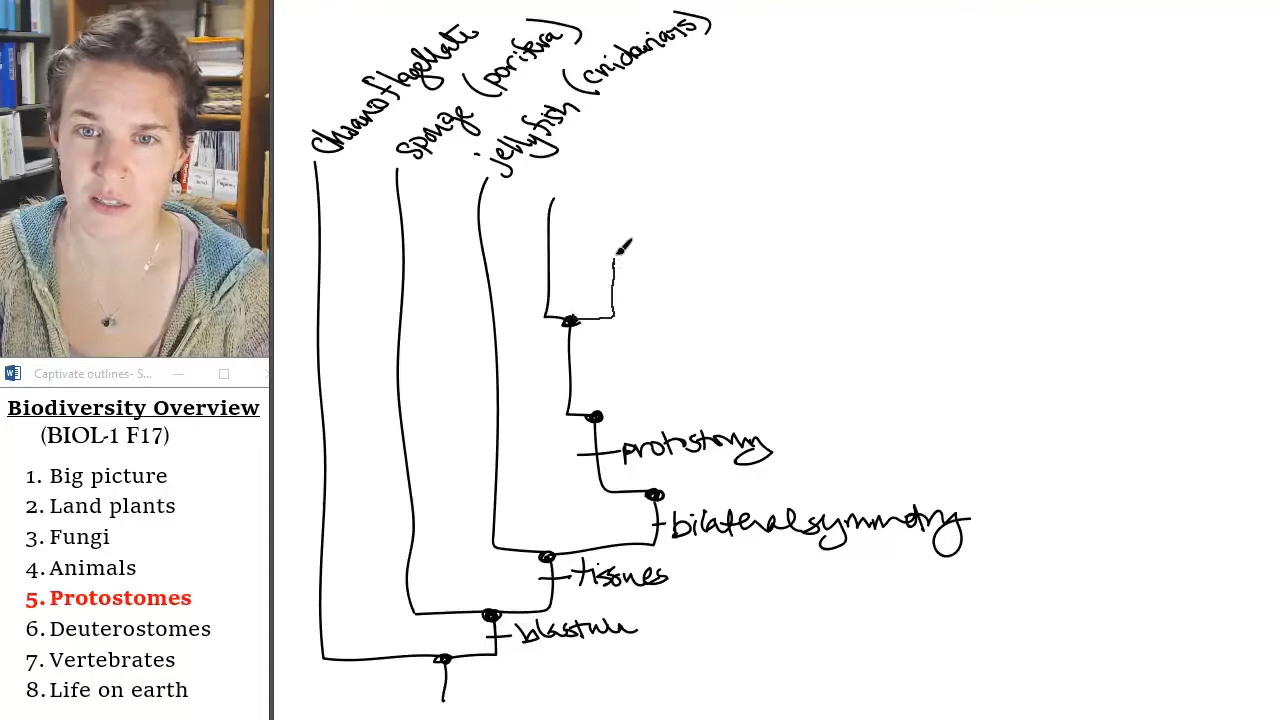 choanoflagellate
sponge (porifera)
jellyfish (cnidarians)
protostomy
bilateral symmetry
tissues
blastula
Captivate outlines- S...
Biodiversity Overview
(BIOL-1 F17)
1. Big picture
2. Land plants
3. Fungi
4. Animals
5. Protostomes
6. Deuterostomes
7. Vertebrates
8. Life on earth